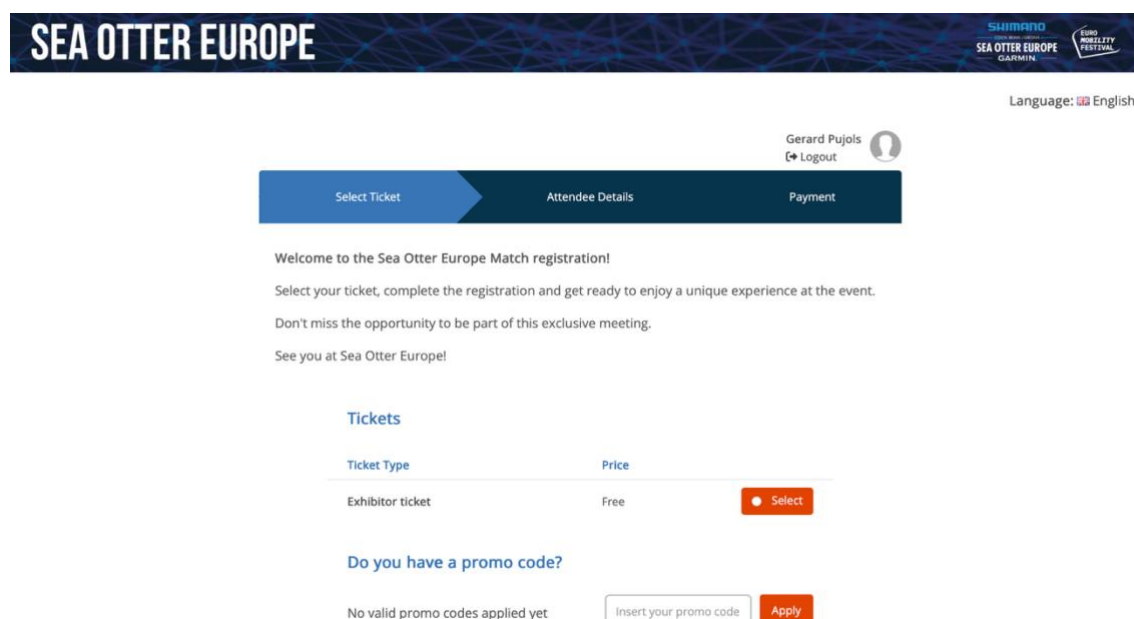 SEA OTTER EUROPE
SHIMANO
SEA OTTER EUROPE
GARMIN
EURO
MOBILITY
FESTIVAL
Language: English
Gerard Pujols
Logout
Select Ticket
Attendee Details
Payment
Welcome to the Sea Otter Europe Match registration!
Select your ticket, complete the registration and get ready to enjoy a unique experience at the event.
Don't miss the opportunity to be part of this exclusive meeting.
See you at Sea Otter Europe!
Tickets
Ticket Type Price
Exhibitor ticket Free Select
Do you have a promo code?
No valid promo codes applied yet Insert your promo code Apply